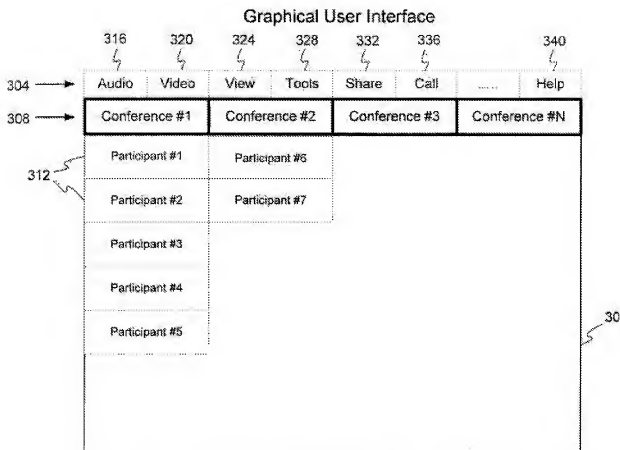 Graphical User Interface
316 320 324 328 332 336 340
304 Audio Video View Tools Share Call ..... Help
308 Conference #1 Conference #2 Conference #3 Conference #N
Participant #1 Participant #6
312
Participant #2 Participant #7
Participant #3
Participant #4
Participant #5
30